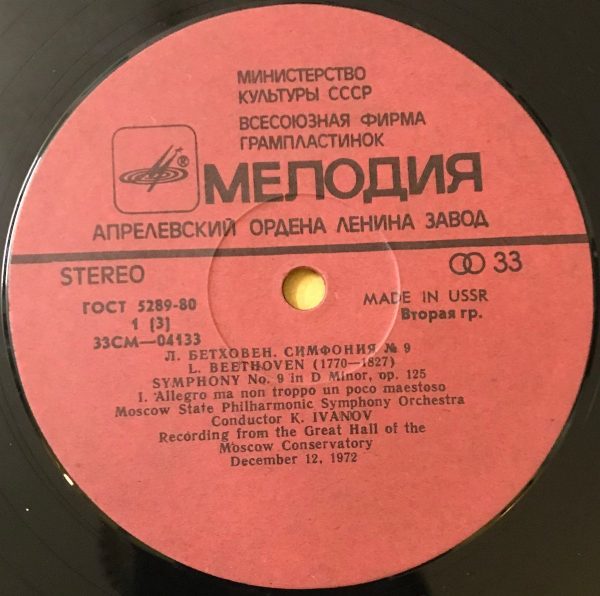 МИНИСТЕРСТВО
КУЛЬТУРЫ СССР
ВСЕСОЮЗНАЯ ФИРМА
ГРАМПЛАСТИНОК
®
МЕЛОДИЯ
АПРЕЛЕВСКИЙ ОРДЕНА ЛЕНИНА ЗАВОД
STEREO
33
ГОСТ 5289-80
MADE IN USSR
1 [3]
Вторая гр.
33СМ—04133
Л. БЕТХОВЕН. СИМФОНИЯ № 9
L. BEETHOVEN (1770—1827)
SYMPHONY No. 9 in D Minor, op. 125
I. Allegro ma non troppo un poco maestoso
Moscow State Philharmonic Symphony Orchestra
Conductor K. IVANOV
Recording from the Great Hall of the
Moscow Conservatory
December 12, 1972